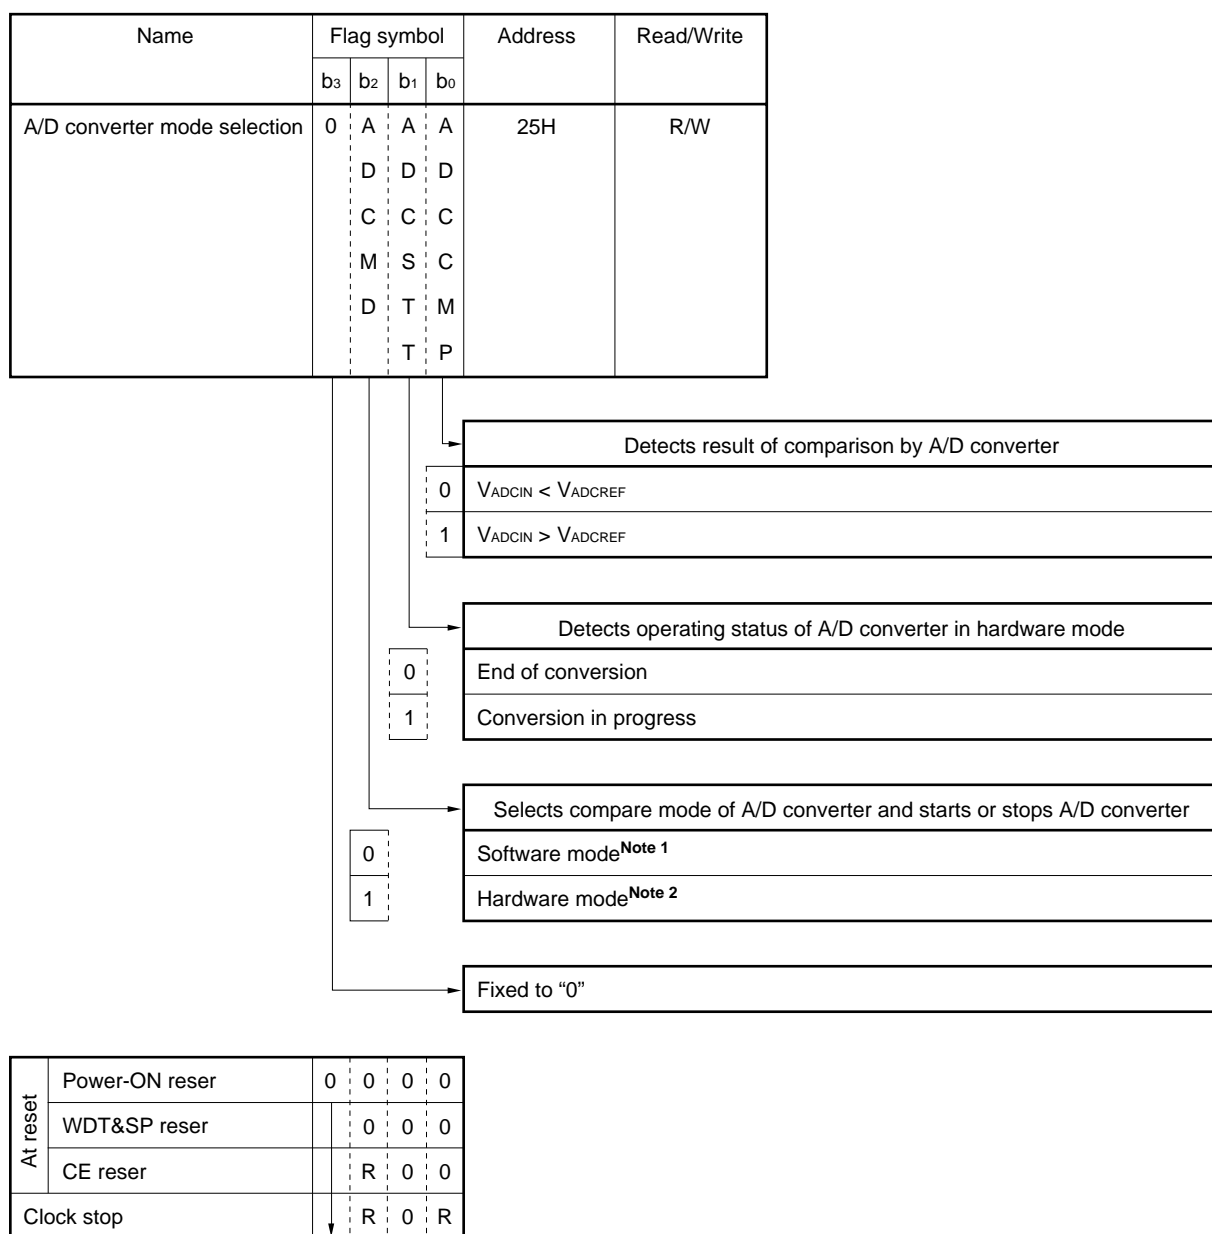 Name Flag symbol Address Read/Write
b3 b2 b1 b0
A/D converter mode selection 0 A A A 25H R/W
D D D
C C C
M S C
D T M
T P
Detects result of comparison by A/D converter
0 VADCIN < VADCREF
1 VADCIN > VADCREF
Detects operating status of A/D converter in hardware mode
0 End of conversion
1 Conversion in progress
Selects compare mode of A/D converter and starts or stops A/D converter
0 Software mode Note 1
1 Hardware mode Note 2
Fixed to “0”
At reset
Power-ON reser 0 0 0 0
WDT&SP reser 0 0 0
CE reser R 0 0
Clock stop R 0 R